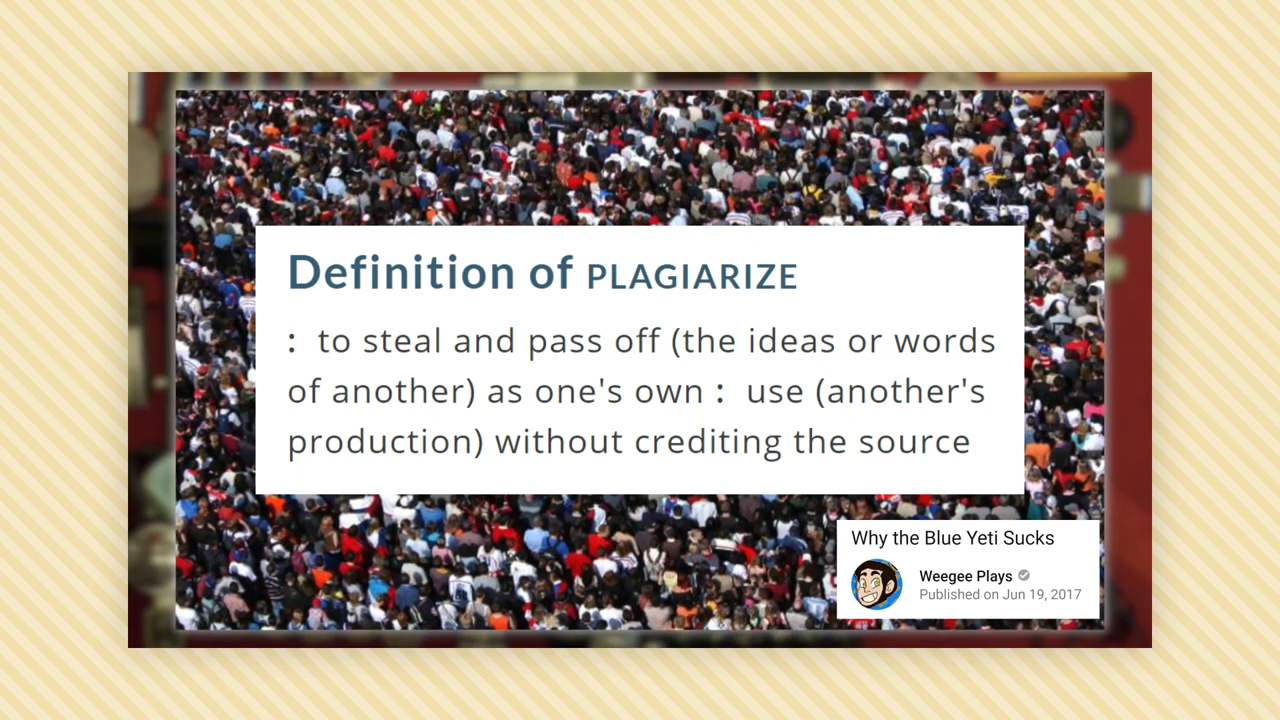 Definition of PLAGIARIZE
: to steal and pass off (the ideas or words
of another) as one's own : use (another's
production) without crediting the source
Why the Blue Yeti Sucks
Weegee Plays
Published on Jun 19, 2017